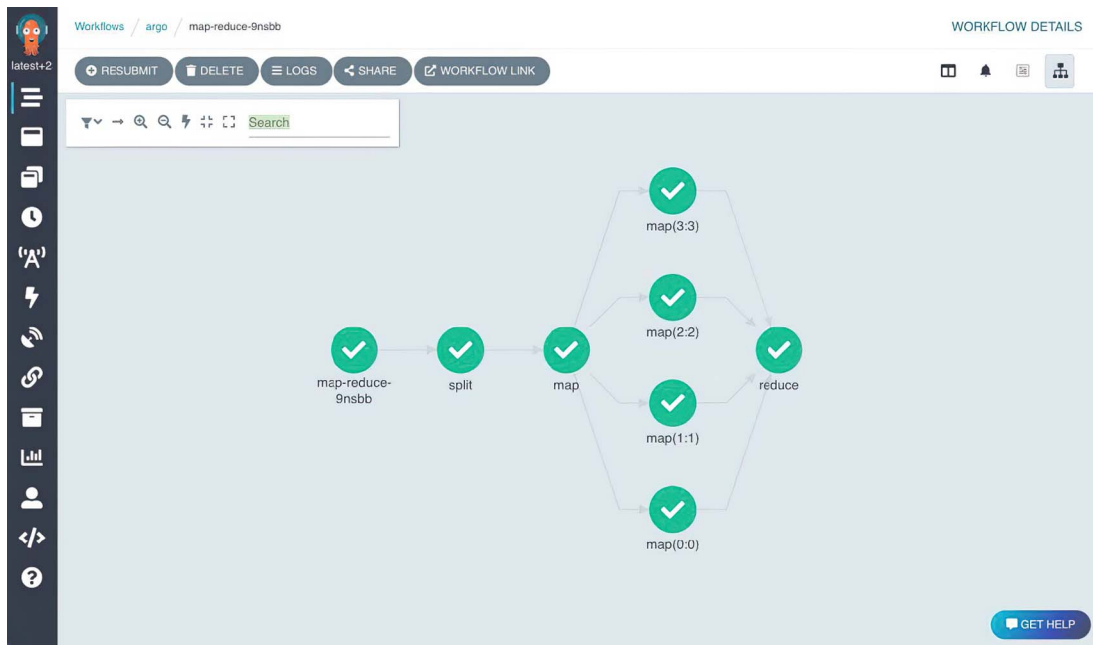 Workflows / argo / map-reduce-9nsbb
WORKFLOW DETAILS
latest+2
RESUBMIT
DELETE
LOGS
SHARE
WORKFLOW LINK
Search
map(3:3)
map(2:2)
map-reduce-
9nsbb
split
map
reduce
map(1:1)
map(0:0)
GET HELP